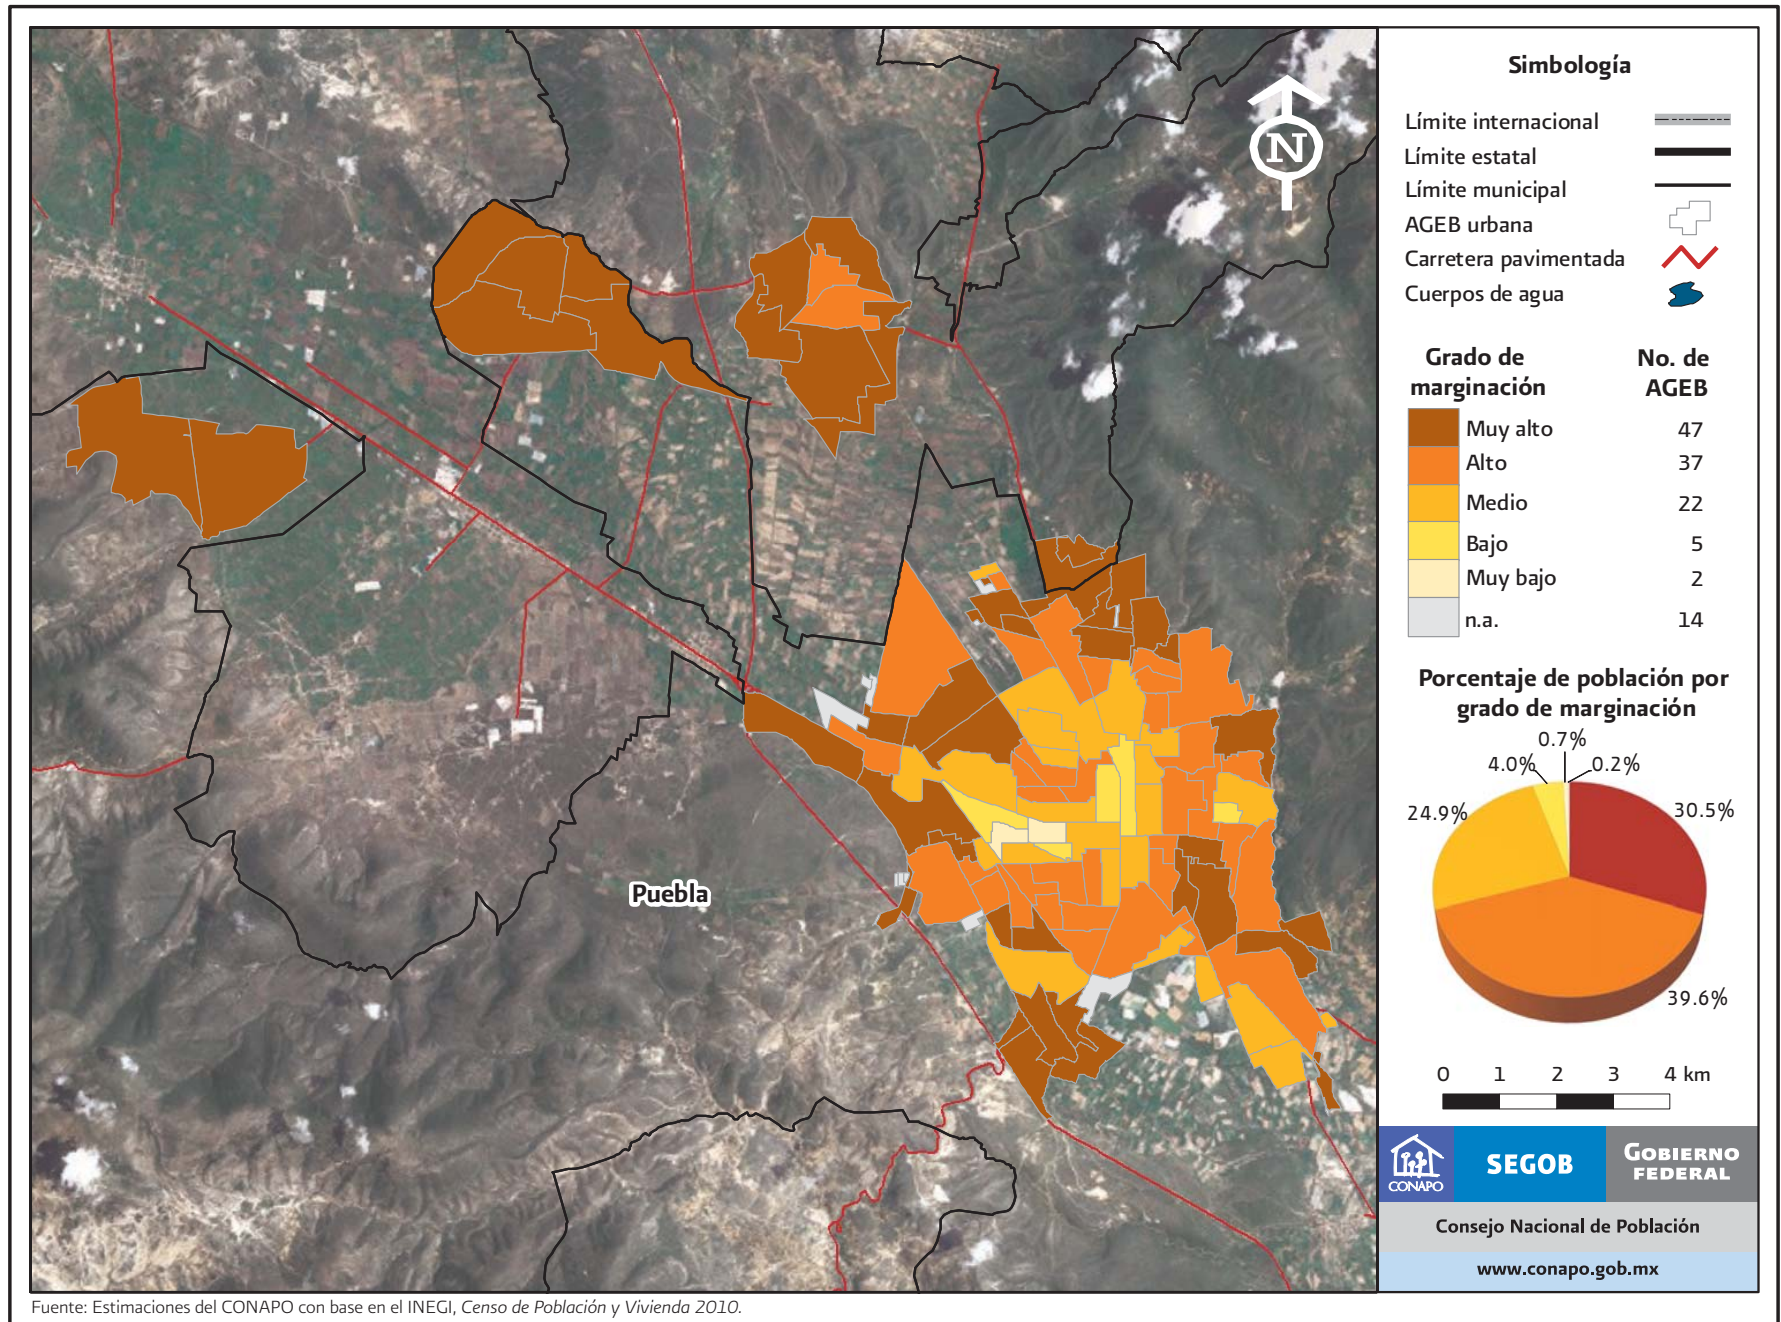 Simbología
Límite internacional
Límite estatal
Límite municipal
AGEB urbana
Carretera pavimentada
Cuerpos de agua
Grado de marginación
No. de AGEB
Muy alto 47
Alto 37
Medio 22
Bajo 5
Muy bajo 2
n.a. 14
Porcentaje de población por
grado de marginación
0.7%
4.0% 0.2%
24.9% 30.5%
39.6%
0 1 2 3 4 km
N
Puebla
CONAPO
SEGOB
GOBIERNO
FEDERAL
Consejo Nacional de Población
www.conapo.gob.mx
Fuente: Estimaciones del CONAPO con base en el INEGI, Censo de Población y Vivienda 2010.